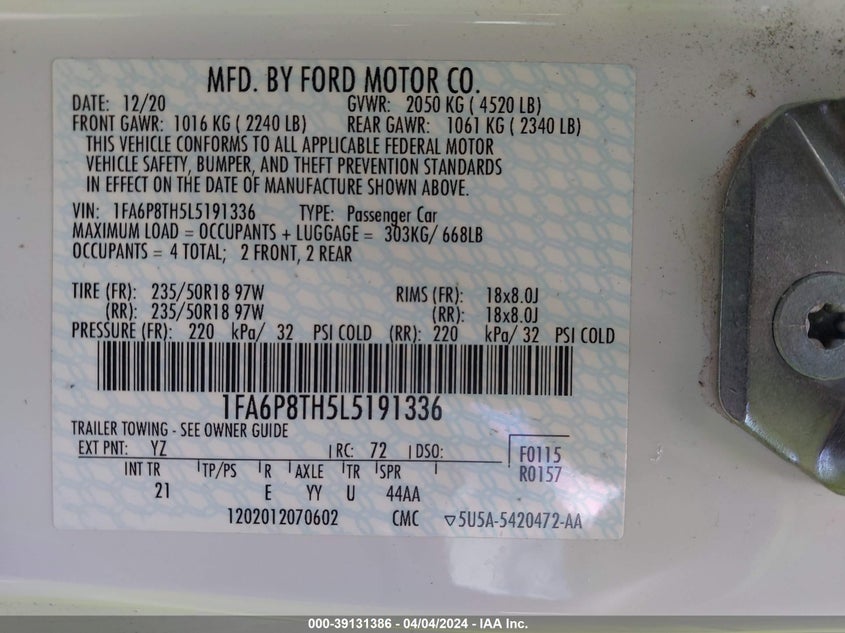 MFD. BY FORD MOTOR CO.
DATE: 12/20 GVWR: 2050 KG ( 4520 LB)
FRONT GAWR: 1016 KG ( 2240 LB) REAR GAWR: 1061 KG ( 2340 LB)
THIS VEHICLE CONFORMS TO ALL APPLICABLE FEDERAL MOTOR
VEHICLE SAFETY, BUMPER, AND THEFT PREVENTION STANDARDS
IN EFFECT ON THE DATE OF MANUFACTURE SHOWN ABOVE.
VIN: 1FA6P8TH5L5191336 TYPE: Passenger Car
MAXIMUM LOAD = OCCUPANTS + LUGGAGE = 303KG/ 668LB
OCCUPANTS = 4 TOTAL; 2 FRONT, 2 REAR
TIRE (FR): 235/50R18 97W RIMS (FR): 18x8.0J
(RR): 235/50R18 97W (RR): 18x8.0J
PRESSURE (FR): 220 kPa/ 32 PSI COLD (RR): 220 kPa/ 32 PSI COLD
1FA6P8TH5L5191336
TRAILER TOWING - SEE OWNER GUIDE
EXT PNT: YZ RC: 72 DSO: F0115
INT TR TP/PS R AXLE TR SPR R0157
21 E YY U 44AA
1202012070602 CMC ▽5U5A-5420472-AA
000-39131386 - 04/04/2024 - IAA Inc.